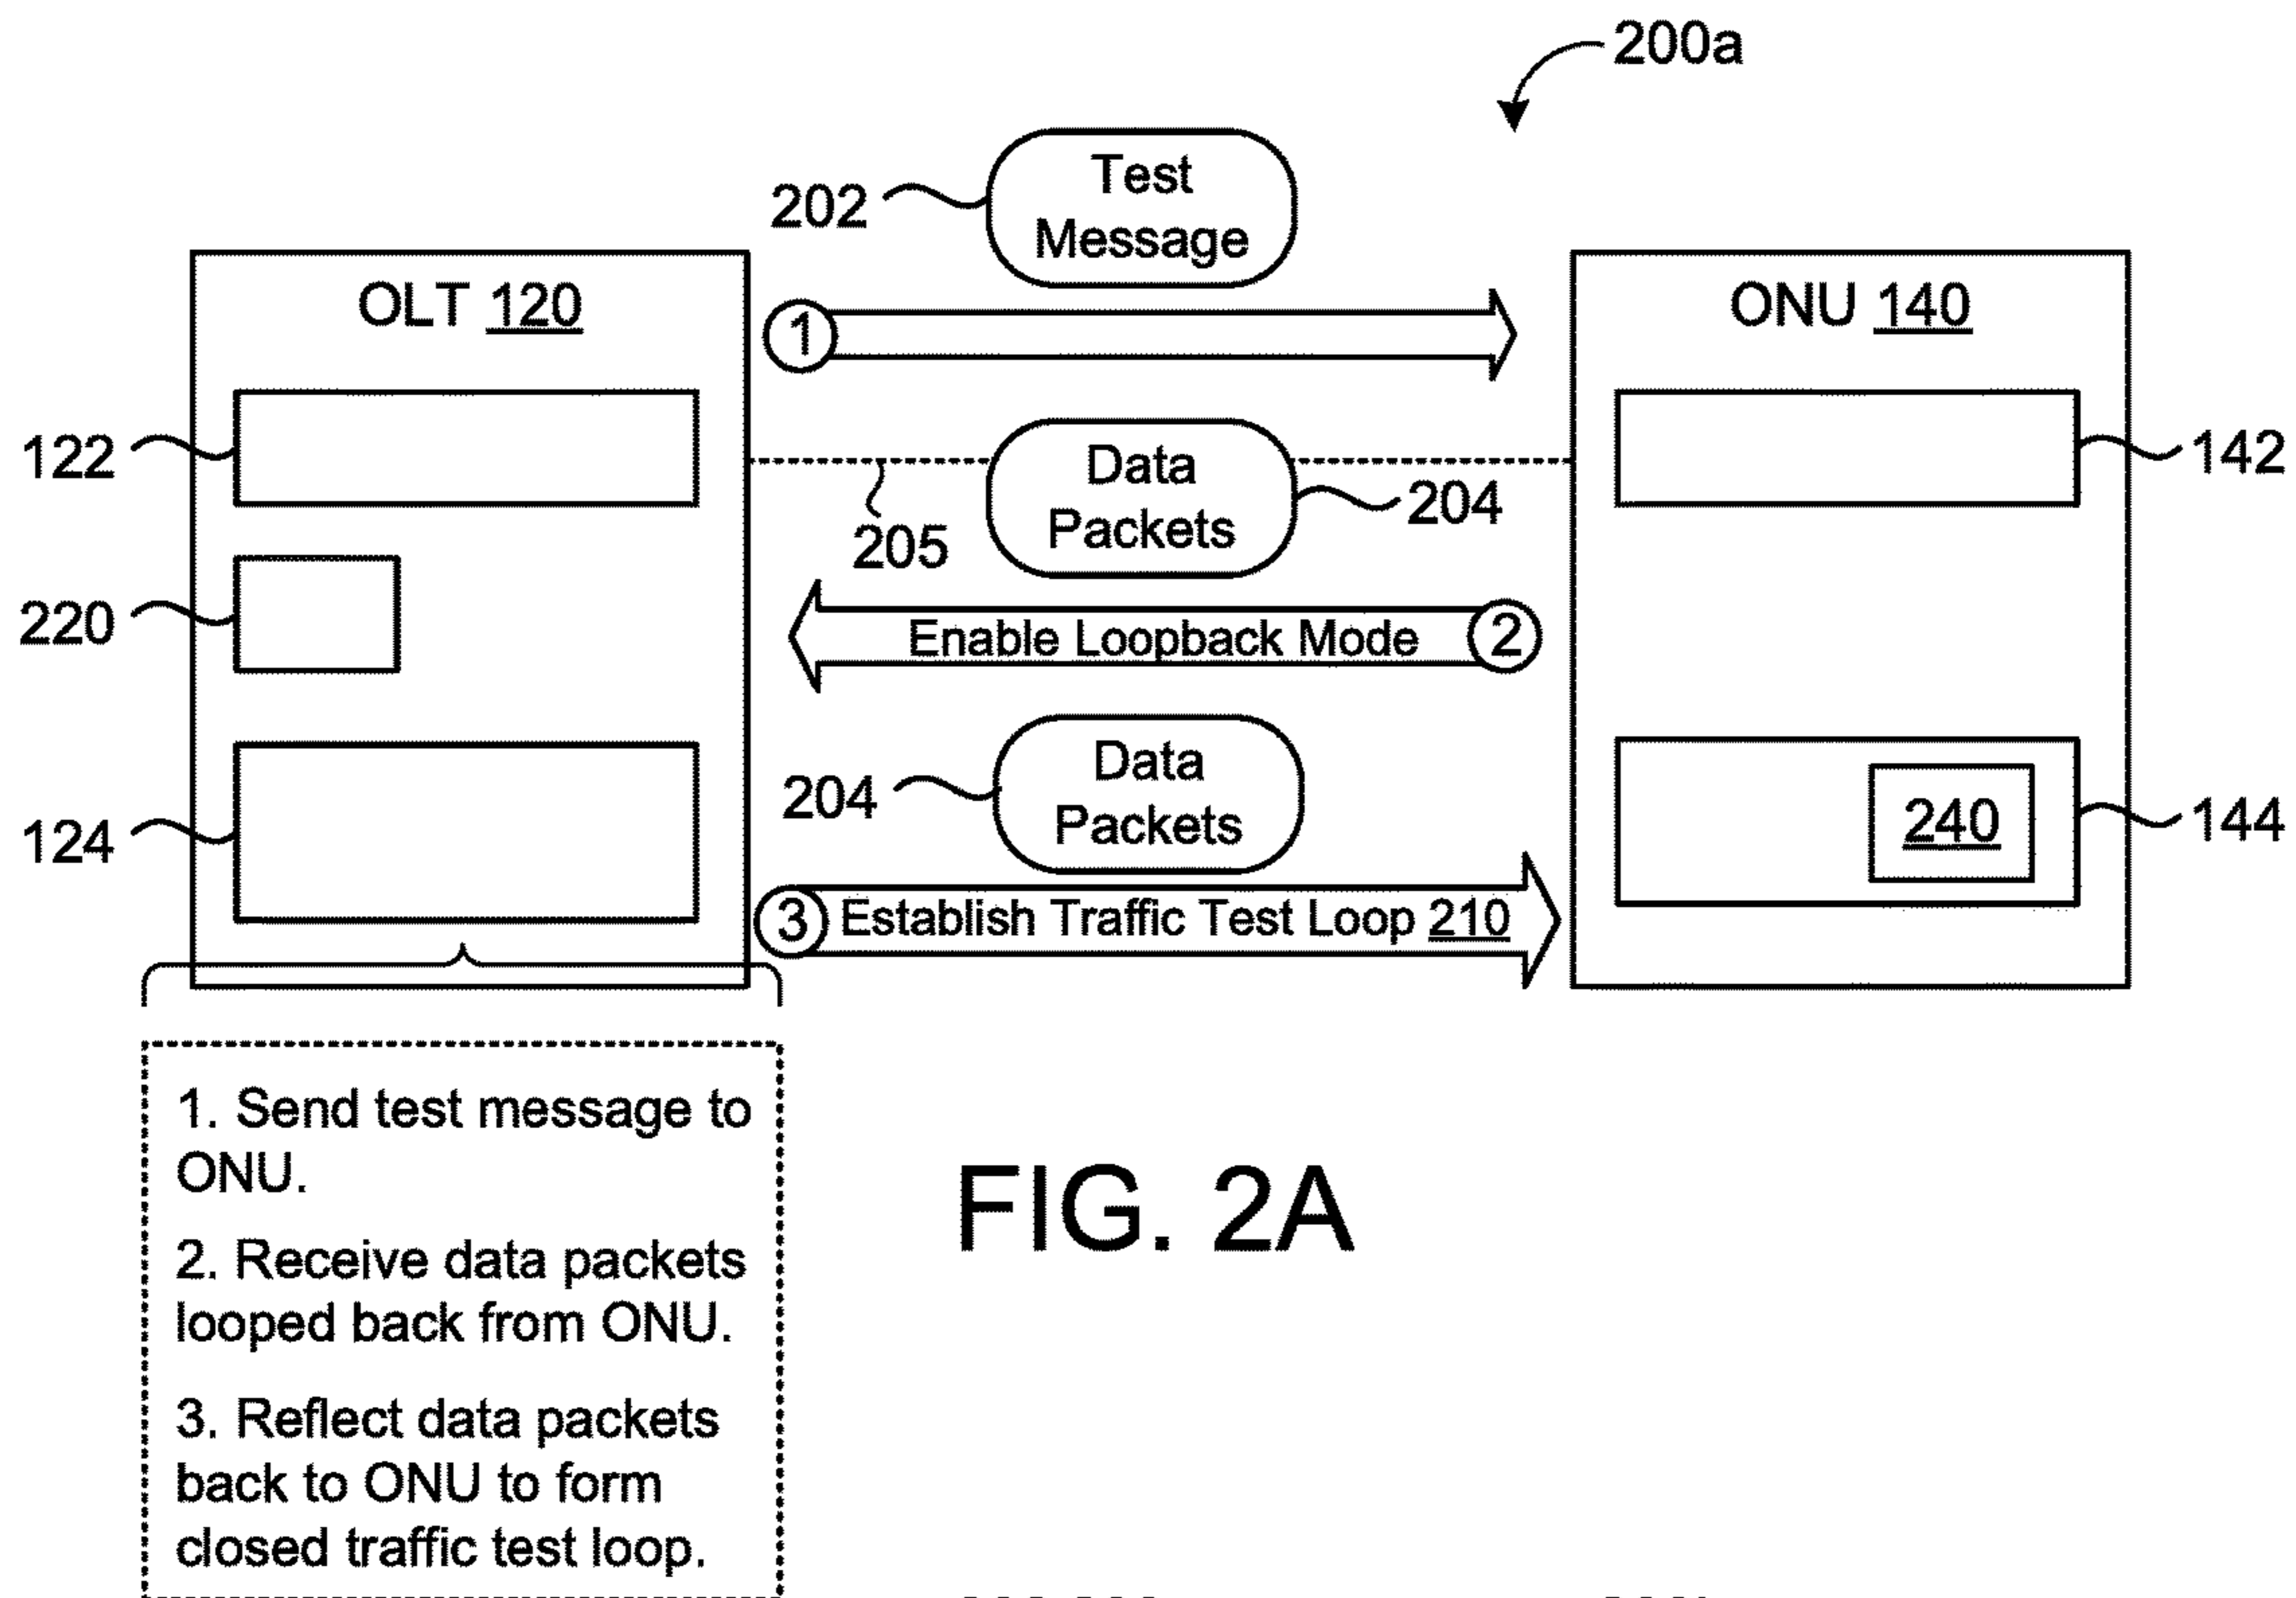 200a
202
Test
Message
OLT 120
ONU 140
1
122
Data
Packets
204
142
205
220
Enable Loopback Mode
2
124
204
Data
Packets
240
144
3
Establish Traffic Test Loop 210
1. Send test message to
ONU.
2. Receive data packets
looped back from ONU.
3. Reflect data packets
back to ONU to form
closed traffic test loop.
FIG. 2A